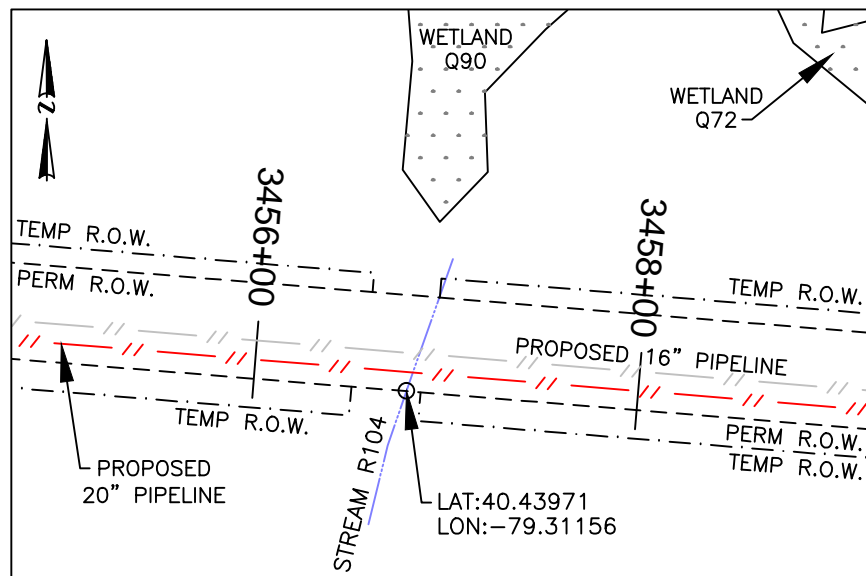 WETLAND
Q90
WETLAND
Q72
N
3456+00
3458+00
TEMP R.O.W.
PERM R.O.W.
TEMP R.O.W.
PROPOSED 16" PIPELINE
TEMP R.O.W.
PERM R.O.W.
TEMP R.O.W.
PROPOSED
20" PIPELINE
STREAM R104
LAT:40.43971
LON:-79.31156